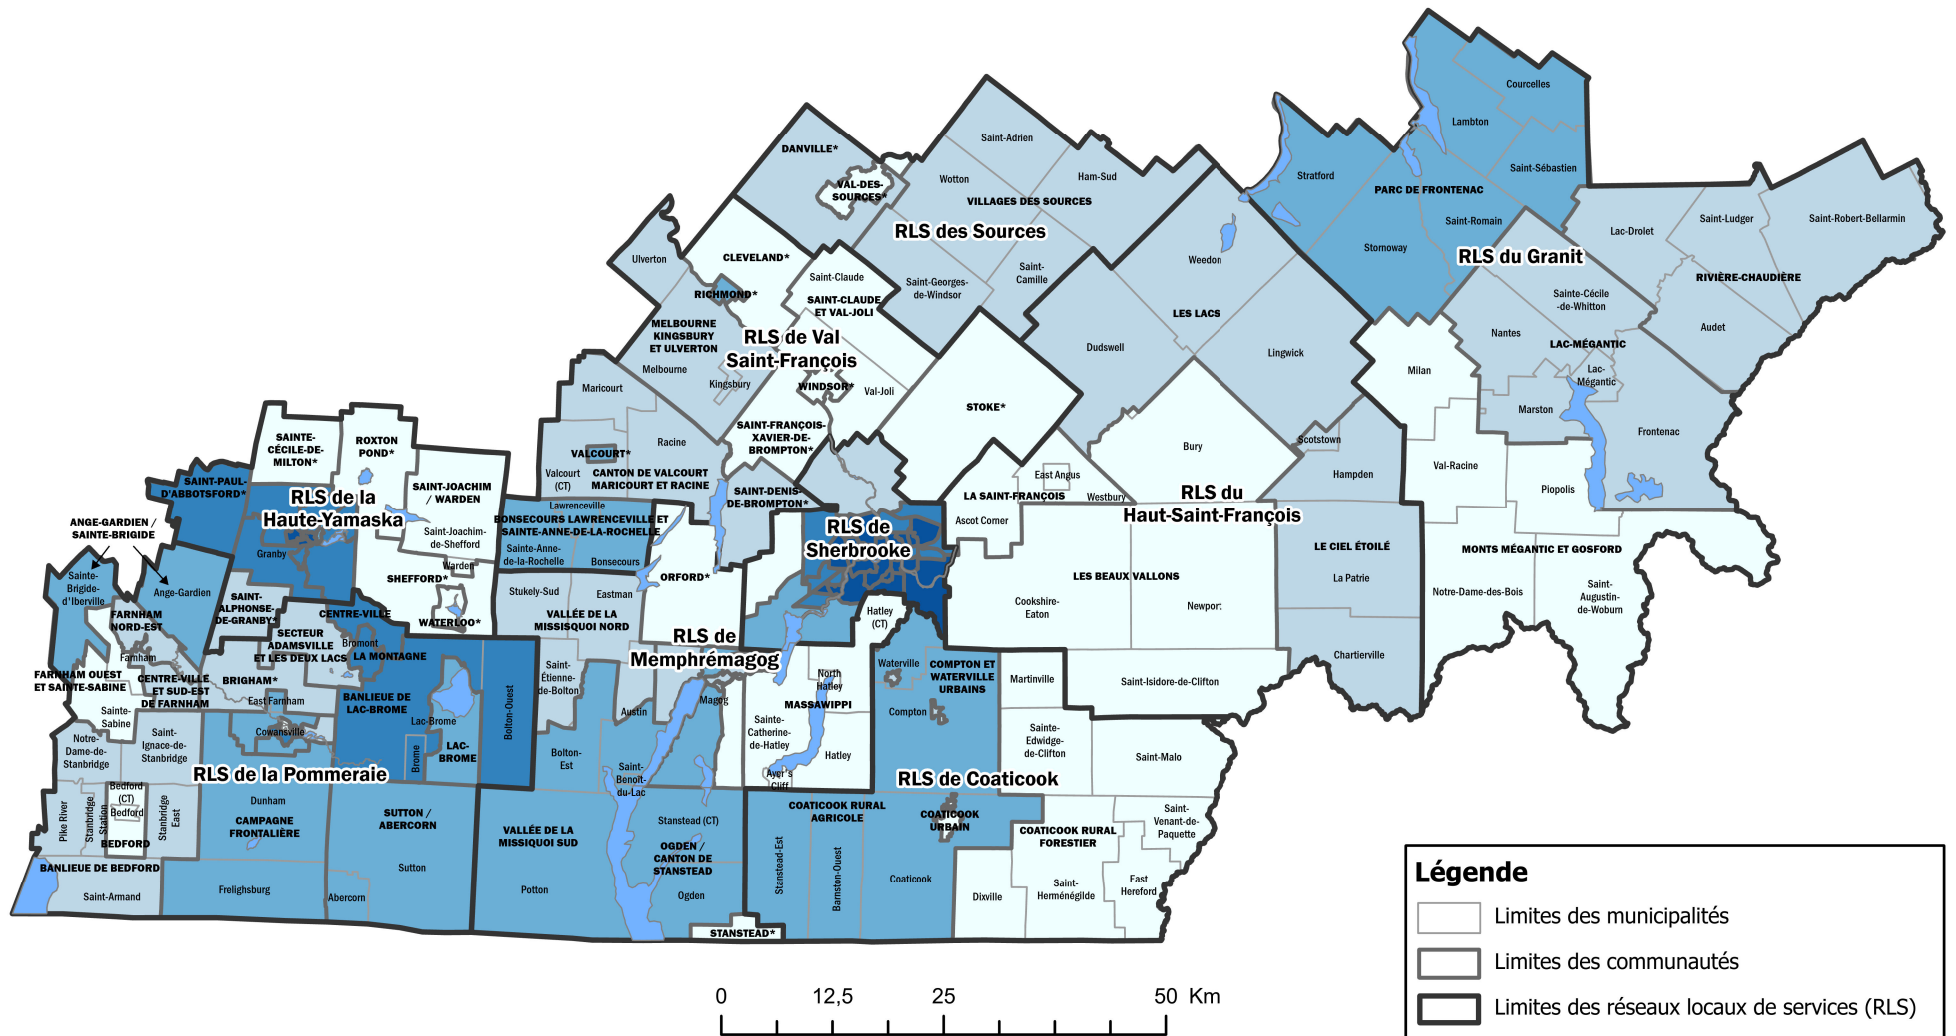 Courcelles
Lambton
Saint-Sébastien
Stratford
PARC DE FRONTENAC
Saint-Romain
Stornoway
RLS du Granit
Lac-Drolet
Saint-Ludger
Saint-Robert-Bellarmin
RIVIÈRE-CHAUDIÈRE
Sainte-Cécile
-de-Whitton
Audet
Nantes
LAC-MÉGANTIC
Lac-
Mégantic
Marston
Frontenac
Milan
Val-Racine
Piopolis
MONTS MÉGANTIC ET GOSFORD
Notre-Dame-des-Bois
Saint-
Augustin-
de-Woburn
DANVILLE*
VAL-DES-
SOURCES*
Saint-Adrien
Wotton
Ham-Sud
VILLAGES DES SOURCES
RLS des Sources
Saint-Georges-
de-Windsor
Saint-
Camille
Weedon
LES LACS
Dudswell
Lingwick
Bury
Scotstown
Hampden
RLS du
Haut-Saint-François
LE CIEL ÉTOILÉ
La Patrie
Chartierville
East Angus
LA SAINT-FRANÇOIS
Westbury
Ascot Corner
LES BEAUX VALLONS
Cookshire-
Eaton
Newpor
Saint-Isidore-de-Clifton
Ulverton
CLEVELAND*
RICHMOND*
Saint-Claude
SAINT-CLAUDE
ET VAL-JOLI
MELBOURNE
KINGSBURY
ET ULVERTON
RLS de Val
Saint-François
Melbourne
Kingsbury
WINDSOR*
Val-Joli
STOKE*
Maricourt
Racine
SAINT-FRANÇOIS-
XAVIER-DE-
BROMPTON*
VALCOURT*
Valcourt
(CT)
CANTON DE VALCOURT
MARICOURT ET RACINE
SAINT-DENIS-
DE-BROMPTON*
Lawrenceville
BONSECOURS LAWRENCEVILLE ET
SAINTE-ANNE-DE-LA-ROCHELLE
Sainte-Anne-
de-la-Rochelle
Bonsecours
RLS de
Sherbrooke
SAINTE-
CÉCILE-DE-
MILTON*
ROXTON
POND*
SAINT-PAUL-
D'ABBOTSFORD*
RLS de la
Haute-Yamaska
SAINT-JOACHIM
/ WARDEN
Saint-Joachim-
de-Shefford
Warden
Granby
SHEFFORD*
WATERLOO*
SAINT-
ALPHONSE-
DE-GRANBY*
ANGE-GARDIEN /
SAINTE-BRIGIDE
Sainte-
Brigide-
d'Iberville
Ange-Gardien
FARNHAM
NORD-EST
Farnham
FARNHAM OUEST
ET SAINTE-SABINE
CENTRE-VILLE
ET SUD-EST
DE FARNHAM
Sainte-
Sabine
CENTRE-VILLE
SECTEUR
ADAMSVILLE
ET LES DEUX LACS
Bromont
LA MONTAGNE
BRIGHAM*
East Farnham
BANLIEUE DE
LAC-BROME
Lac-Brome
Brome
LAC-
BROME
Bolton-Ouest
Cowansville
Notre-
Dame-de-
Stanbridge
Saint-
Ignace-de-
Stanbridge
RLS de la Pommeraie
Bedford
(CT)
Bedford
BEDFORD
Pike River
Stanbridge
Station
Stanbridge
East
BANLIEUE DE BEDFORD
Saint-Armand
Dunham
CAMPAGNE
FRONTALIÈRE
Frelighsburg
SUTTON /
ABERCORN
Sutton
Abercorn
Stukely-Sud
Eastman
VALLÉE DE LA
MISSISQUOI NORD
ORFORD*
RLS de
Memphrémagog
Saint-
Étienne-
de-Bolton
Austin
Magog
Bolton-
Est
Saint-
Benoît-
du-Lac
VALLÉE DE LA
MISSIQUOI SUD
Potton
Stanstead (CT)
OGDEN /
CANTON DE
STANSTEAD
Ogden
STANSTEAD*
Hatley
(CT)
North
Hatley
MASSAWIPPI
Sainte-
Catherine-
de-Hatley
Hatley
Ayer's
Cliff
Waterville
COMPTON ET
WATERVILLE
URBAINS
Compton
Martinville
Sainte-
Edwidge-
de-Clifton
Saint-Malo
RLS de Coaticook
COATICOOK RURAL
AGRICOLE
COATICOOK
URBAIN
Stanstead-Est
Barnston-Ouest
Coaticook
COATICOOK RURAL
FORESTIER
Saint-
Venant-de-
Paquette
Dixville
Saint-
Herménégilde
East
Hereford
0 12,5 25 50 Km
Légende
Limites des municipalités
Limites des communautés
Limites des réseaux locaux de services (RLS)